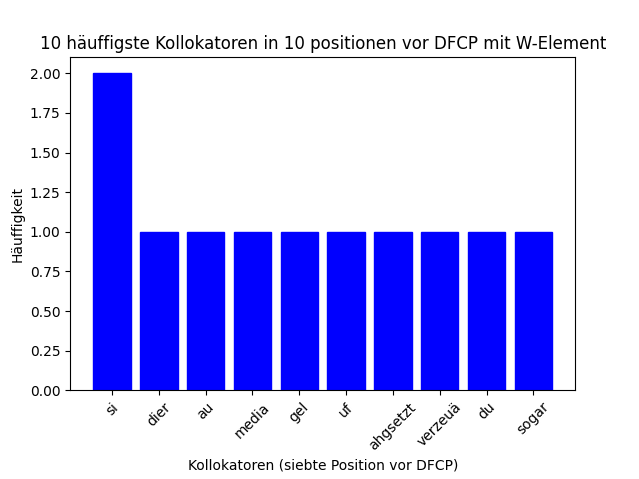 10 häuffigste Kollokatoren in 10 positionen vor DFCP mit W-Element
2.00
1.75
1.50
1.25
1.00
0.75
0.50
0.25
0.00
Häuffigkeit
si
dier
au
media
gel
uf
ahgsetzt
verzeuä
du
sogar
Kollokatoren (siebte Position vor DFCP)